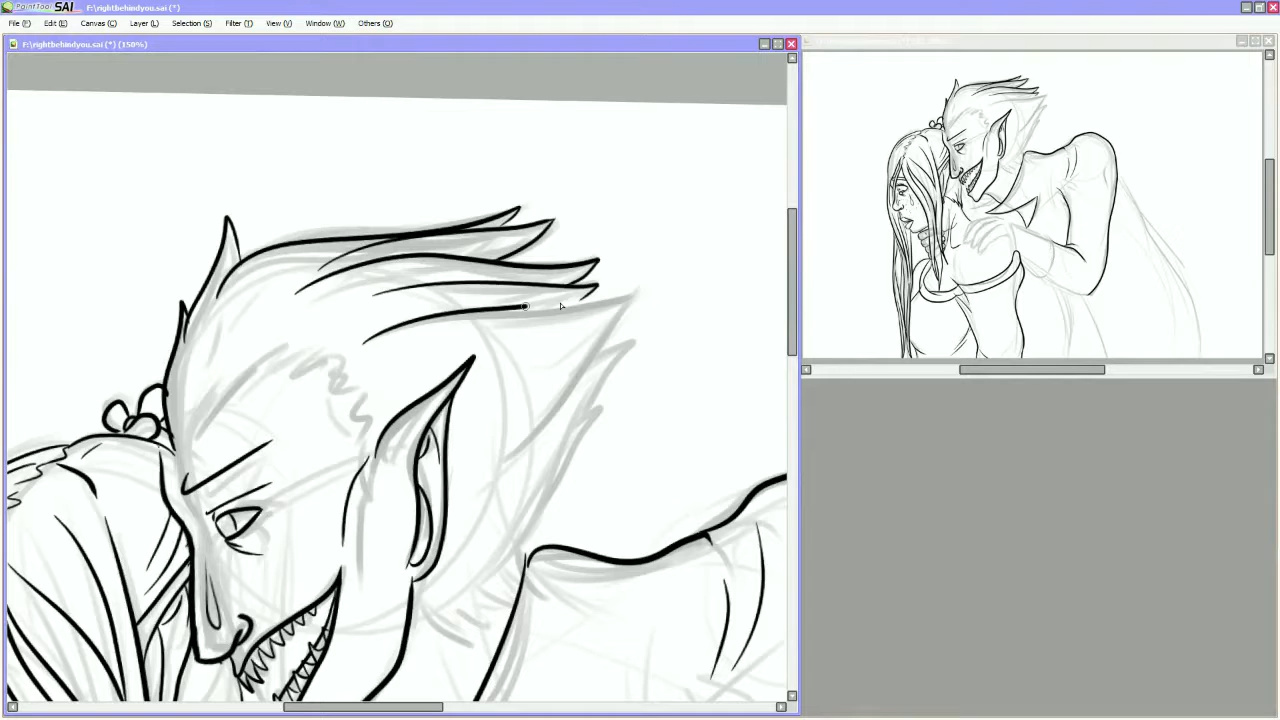 PaintTool SAI F:\rightbehindyou.sai (*)
File (F) Edit (E) Canvas (C) Layer (L) Selection (S) Filter (T) View (V) Window (W) Others (O)
F:\rightbehindyou.sai (*) (150%)